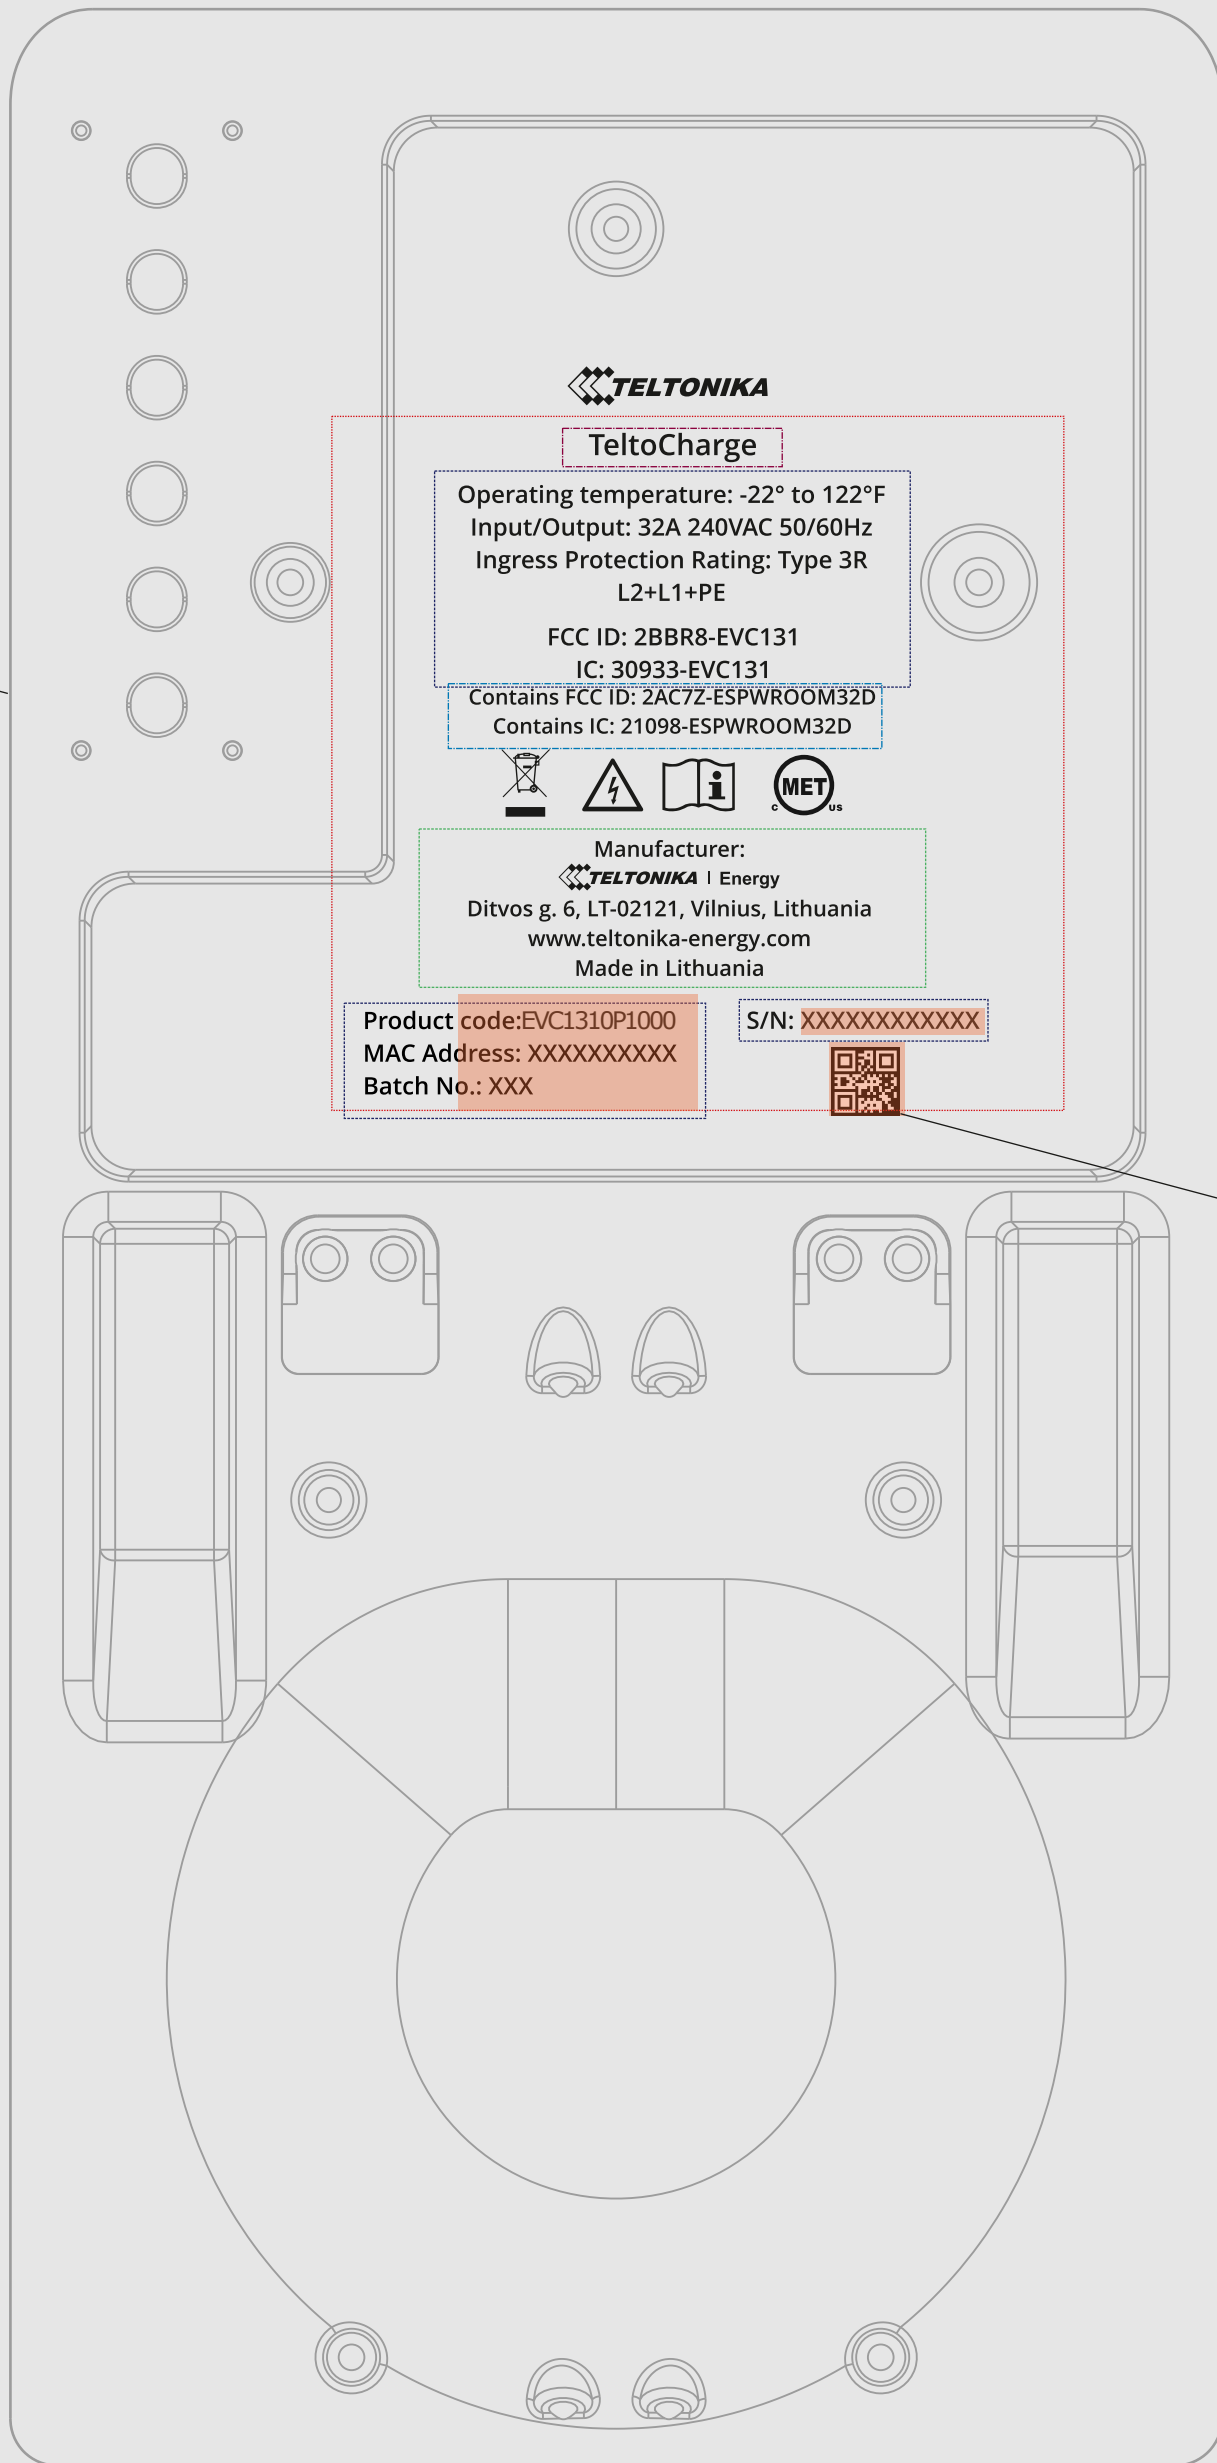 TELTONIKA
TeltoCharge
Operating temperature: -22° to 122°F
Input/Output: 32A 240VAC 50/60Hz
Ingress Protection Rating: Type 3R
L2+L1+PE
FCC ID: 2BBR8-EVC131
IC: 30933-EVC131
Contains FCC ID: 2AC7Z-ESPWROOM32D
Contains IC: 21098-ESPWROOM32D
c MET us
Manufacturer:
TELTONIKA | Energy
Ditvos g. 6, LT-02121, Vilnius, Lithuania
www.teltonika-energy.com
Made in Lithuania
Product code:EVC1310P1000
MAC Address: XXXXXXXXXX
Batch No.: XXX
S/N: XXXXXXXXXXXX